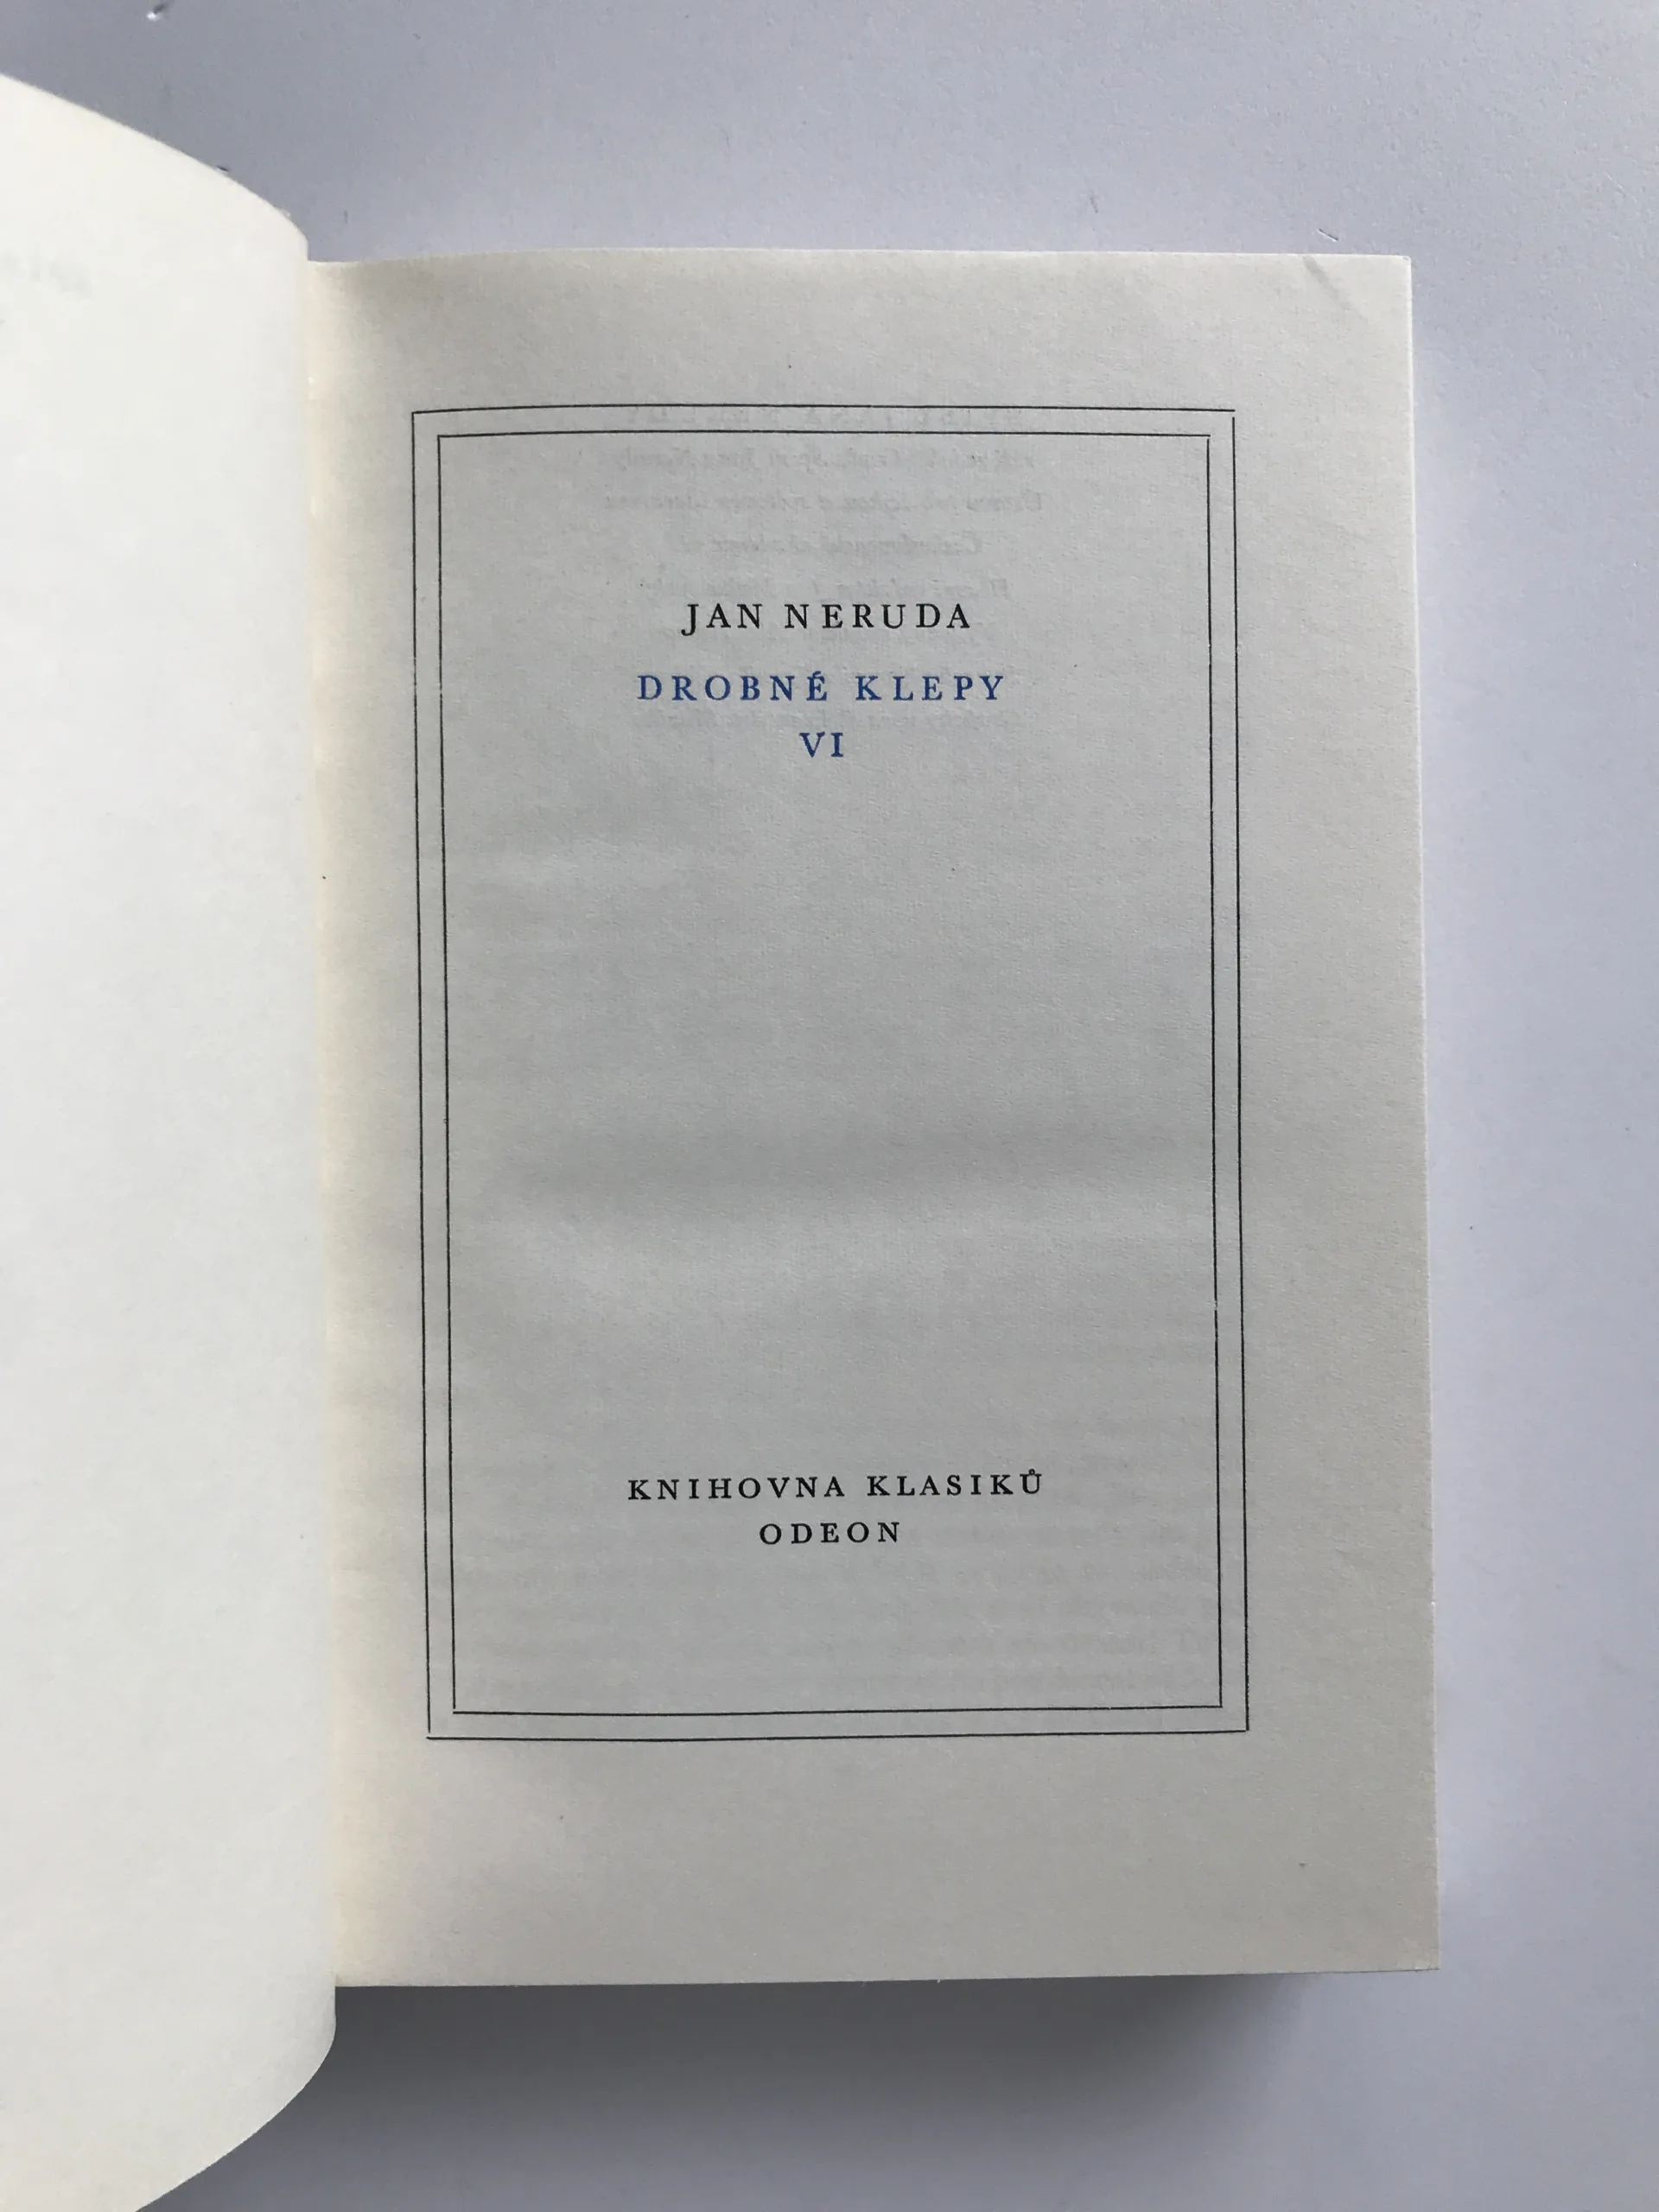 JAN NERUDA
DROBNÉ KLEPY
VI
KNIHOVNA KLASIKŮ
ODEON